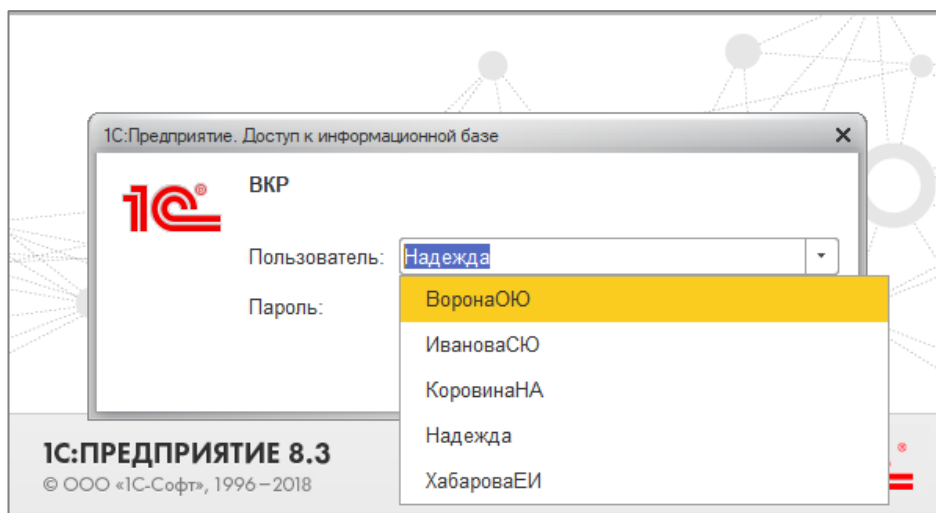 1С:Предприятие. Доступ к информационной базе
1С®
ВКР
Пользователь: Надежда
Пароль:
ВоронаОЮ
ИвановаСЮ
КоровинаНА
Надежда
ХабароваЕИ
1С:ПРЕДПРИЯТИЕ 8.3
© ООО «1С-Софт», 1996–2018
®